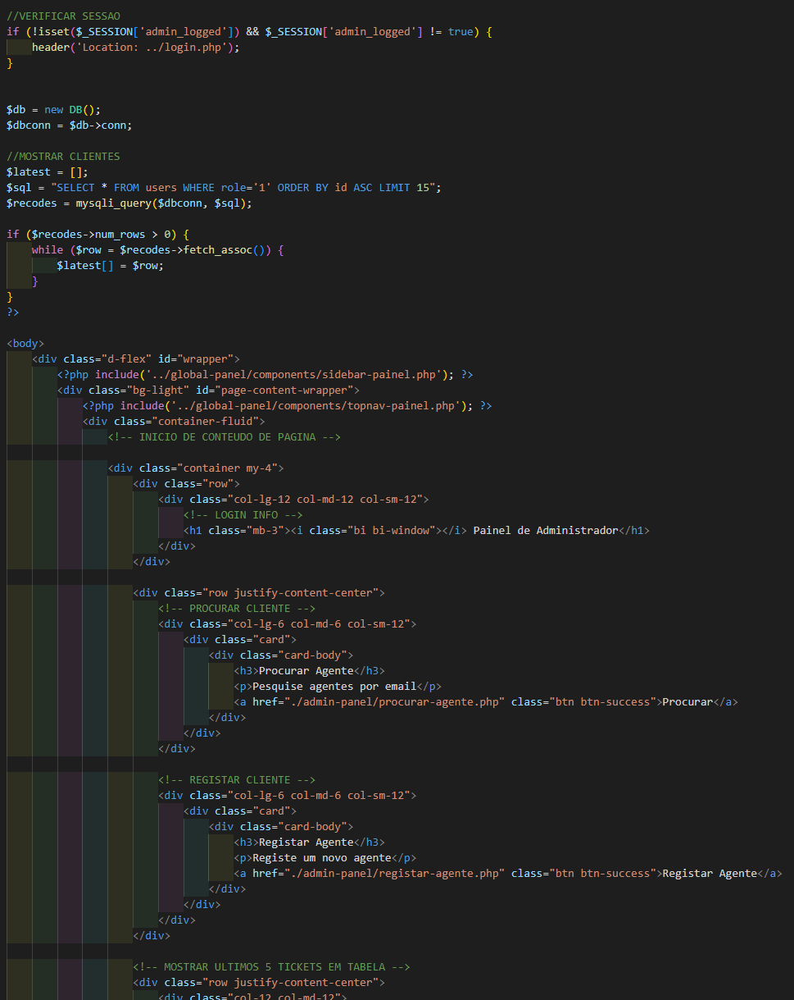 //VERIFICAR SESSAO
if (!isset($_SESSION['admin_logged']) && $_SESSION['admin_logged'] != true) {
    header('Location: ../login.php');
}
$db = new DB();
$dbconn = $db->conn;
//MOSTRAR CLIENTES
$latest = [];
$sql = "SELECT * FROM users WHERE role='1' ORDER BY id ASC LIMIT 15";
$recodes = mysqli_query($dbconn, $sql);
if ($recodes->num_rows > 0) {
    while ($row = $recodes->fetch_assoc()) {
        $latest[] = $row;
    }
}
?>
<body>
    <div class="d-flex" id="wrapper">
        <?php include('../global-panel/components/sidebar-painel.php'); ?>
        <div class="bg-light" id="page-content-wrapper">
            <?php include('../global-panel/components/topnav-painel.php'); ?>
            <div class="container-fluid">
                <!-- INICIO DE CONTEUDO DE PAGINA -->
                <div class="container my-4">
                    <div class="row">
                        <div class="col-lg-12 col-md-12 col-sm-12">
                            <!-- LOGIN INFO -->
                            <h1 class="mb-3"><i class="bi bi-window"></i> Painel de Administrador</h1>
                        </div>
                    </div>
                    <div class="row justify-content-center">
                        <!-- PROCURAR CLIENTE -->
                        <div class="col-lg-6 col-md-6 col-sm-12">
                            <div class="card">
                                <div class="card-body">
                                    <h3>Procurar Agente</h3>
                                    <p>Pesquise agentes por email</p>
                                    <a href="./admin-panel/procurar-agente.php" class="btn btn-success">Procurar</a>
                                </div>
                            </div>
                        </div>
                        <!-- REGISTAR CLIENTE -->
                        <div class="col-lg-6 col-md-6 col-sm-12">
                            <div class="card">
                                <div class="card-body">
                                    <h3>Registar Agente</h3>
                                    <p>Registe um novo agente</p>
                                    <a href="./admin-panel/registar-agente.php" class="btn btn-success">Registar Agente</a>
                                </div>
                            </div>
                        </div>
                    </div>
                    <!-- MOSTRAR ULTIMOS 5 TICKETS EM TABELA -->
                    <div class="row justify-content-center">
                        <div class="col-12 col-md-12">